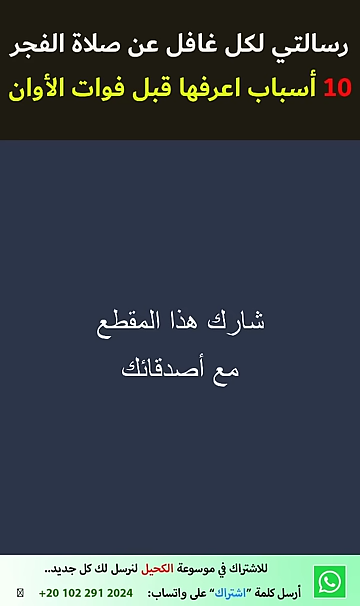 رسالتي لكل غافل عن صلاة الفجر
10 أسباب اعرفها قبل فوات الأوان
شارك هذا المقطع
مع أصدقائك
للاشتراك في موسوعة الكحيل لنرسل لك كل جديد..
أرسل كلمة ”اشتراك“ على واتساب: +20 102 291 2024